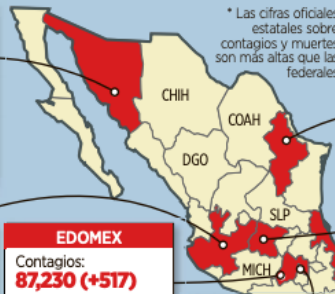 * Las cifras oficiales
estatales sobre
contagios y muertes
son más altas que las
federales
CHIH
COAH
DGO
SLP
MICH
EDOMEX
Contagios:
87,230 (+517)